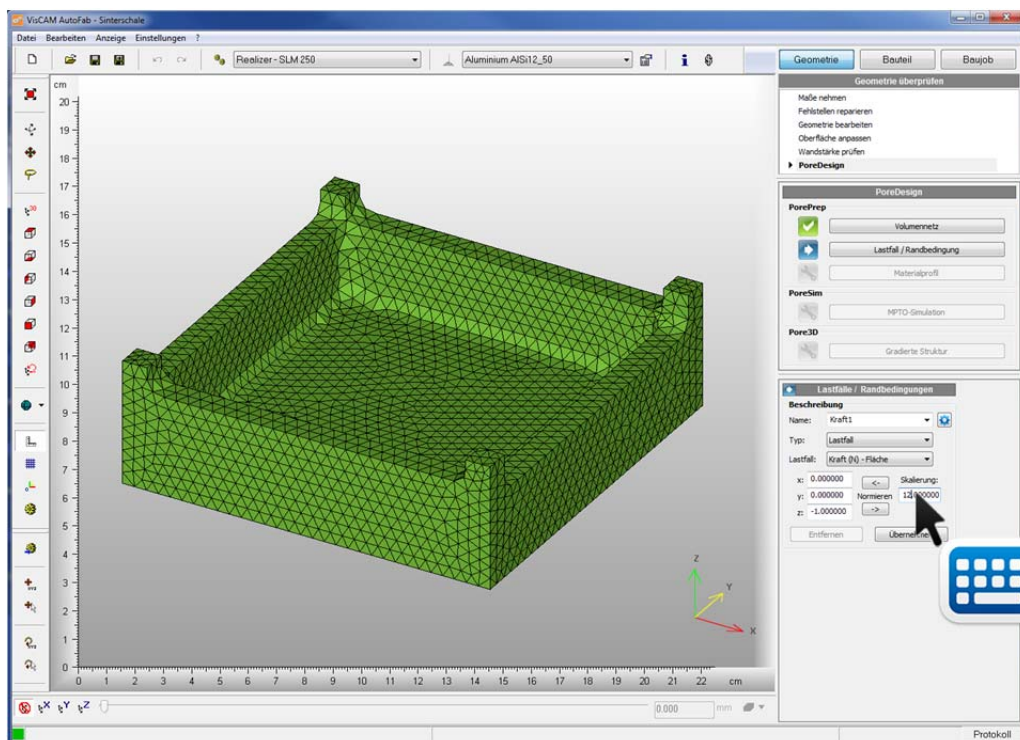 VisCAM AutoFab - Sinterschale
Datei Bearbeiten Anzeige Einstellungen ?
Realizer - SLM 250
Aluminium AlSi12_50
Geometrie Bauteil Baujob
Geometrie überprüfen
Maße nehmen
Fehlstellen reparieren
Geometrie bearbeiten
Oberfläche anpassen
Wandstärke prüfen
PoreDesign
PoreDesign
PorePrep
Volumennetz
Lastfall / Randbedingung
Materialprofil
PoreSim
MPTO-Simulation
Pore3D
Gradierte Struktur
Lastfälle / Randbedingungen
Beschreibung
Name: Kraft1
Typ: Lastfall
Lastfall: Kraft (N) - Fläche
x: 0.000000 <- Skalierung:
y: 0.000000 Normieren 12.000000
z: -1.000000 ->
Entfernen
cm
20
19
18
17
16
15
14
13
12
11
10
9
8
7
6
5
4
3
2
1
0
0 1 2 3 4 5 6 7 8 9 10 11 12 13 14 15 16 17 18 19 20 21 22 cm
Z
Y
X
X Y Z 0.000 mm
Protokoll